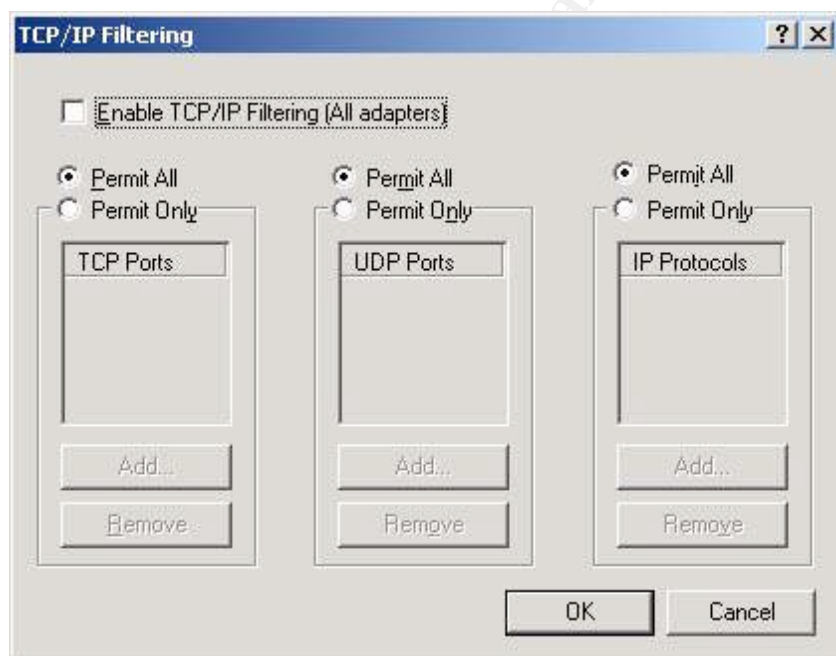 TCP/IP Filtering
Enable TCP/IP Filtering (All adapters)
Permit All
Permit Only
TCP Ports
Add...
Remove
Permit All
Permit Only
UDP Ports
Add...
Remove
Permit All
Permit Only
IP Protocols
Add...
Remove
OK
Cancel